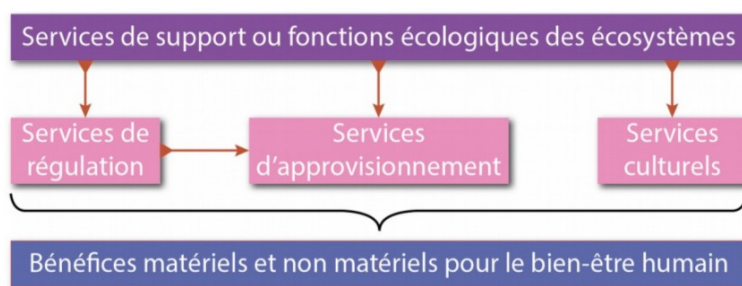 Services de support ou fonctions écologiques des écosystèmes
Services de
régulation
Services
d'approvisionnement
Services
culturels
Bénéfices matériels et non matériels pour le bien-être humain